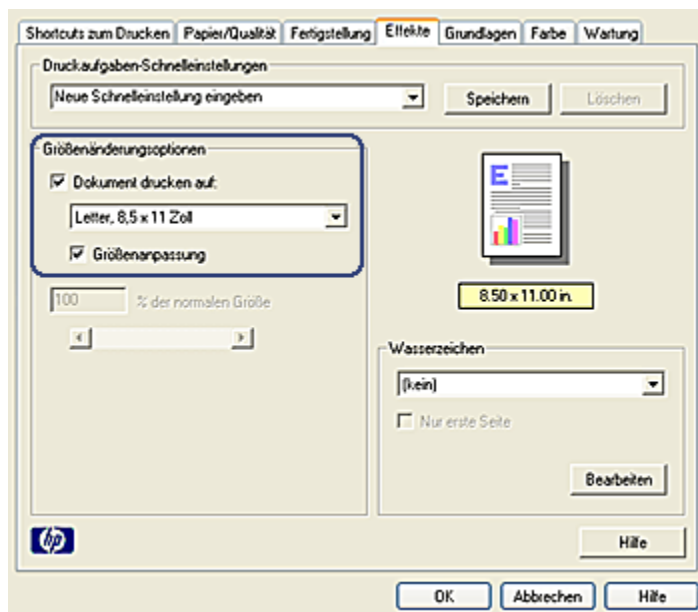 Shortcuts zum Drucken Papier/Qualität Fertigstellung Effekte Grundlagen Farbe Wartung
Druckaufgaben-Schnelleinstellungen
Neue Schnelleinstellung eingeben Speichern Löschen
Größenänderungsoptionen
Dokument drucken auf:
Letter, 8,5 x 11 Zoll
Größenanpassung
E
8.50 x 11.00 in.
100 % der normalen Größe
Wasserzeichen
(kein)
Nur erste Seite
Bearbeiten
hp
Hilfe
OK Abbrechen Hilfe